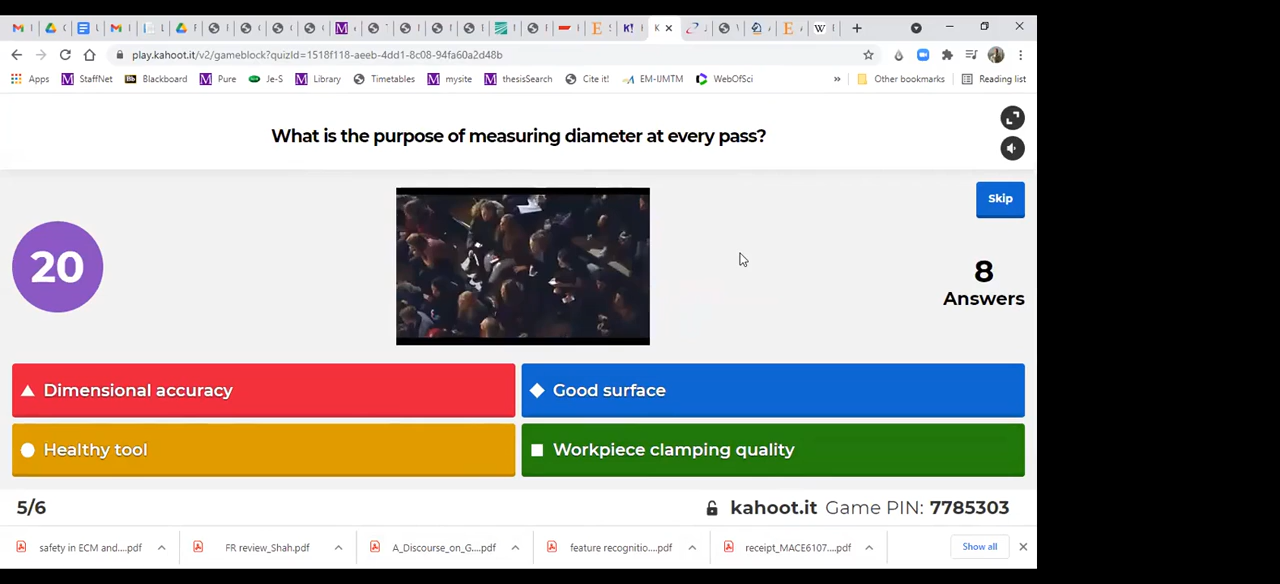 play.kahoot.it/v2/gameblock?quizId=1518f118-aeeb-4dd1-8c08-94fa60a2d48b
Apps StaffNet Blackboard Pure Je-S Library Timetables mysite thesisSearch Cite it! EM-IJMTM WebOfSci » Other bookmarks Reading list
What is the purpose of measuring diameter at every pass?
Skip
20
8
Answers
Dimensional accuracy
Good surface
Healthy tool
Workpiece clamping quality
5/6
kahoot.it Game PIN: 7785303
safety in ECM and....pdf FR review_Shah.pdf A_Discourse_on_G....pdf feature recognitio....pdf receipt_MACE6107....pdf Show all